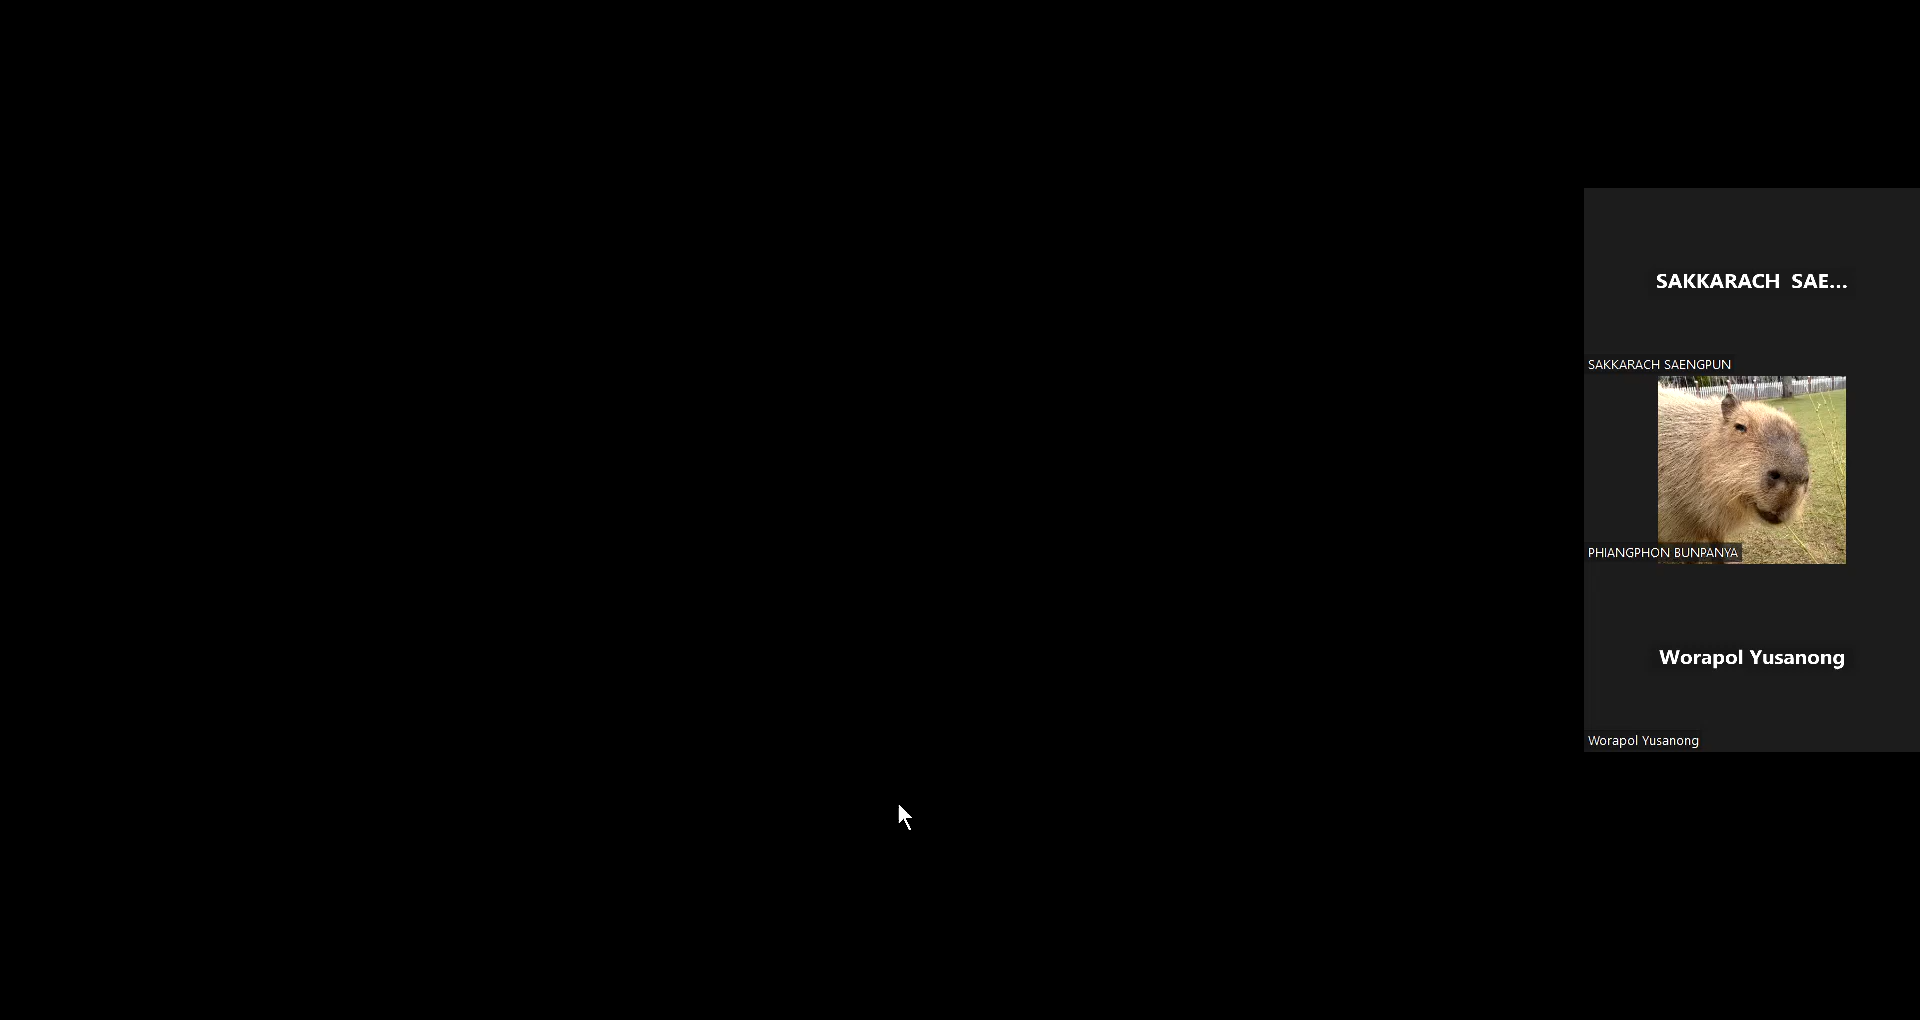 SAKKARACH SAE...
SAKKARACH SAENGPUN
PHIANGPHON BUNPANYA
Worapol Yusanong
Worapol Yusanong